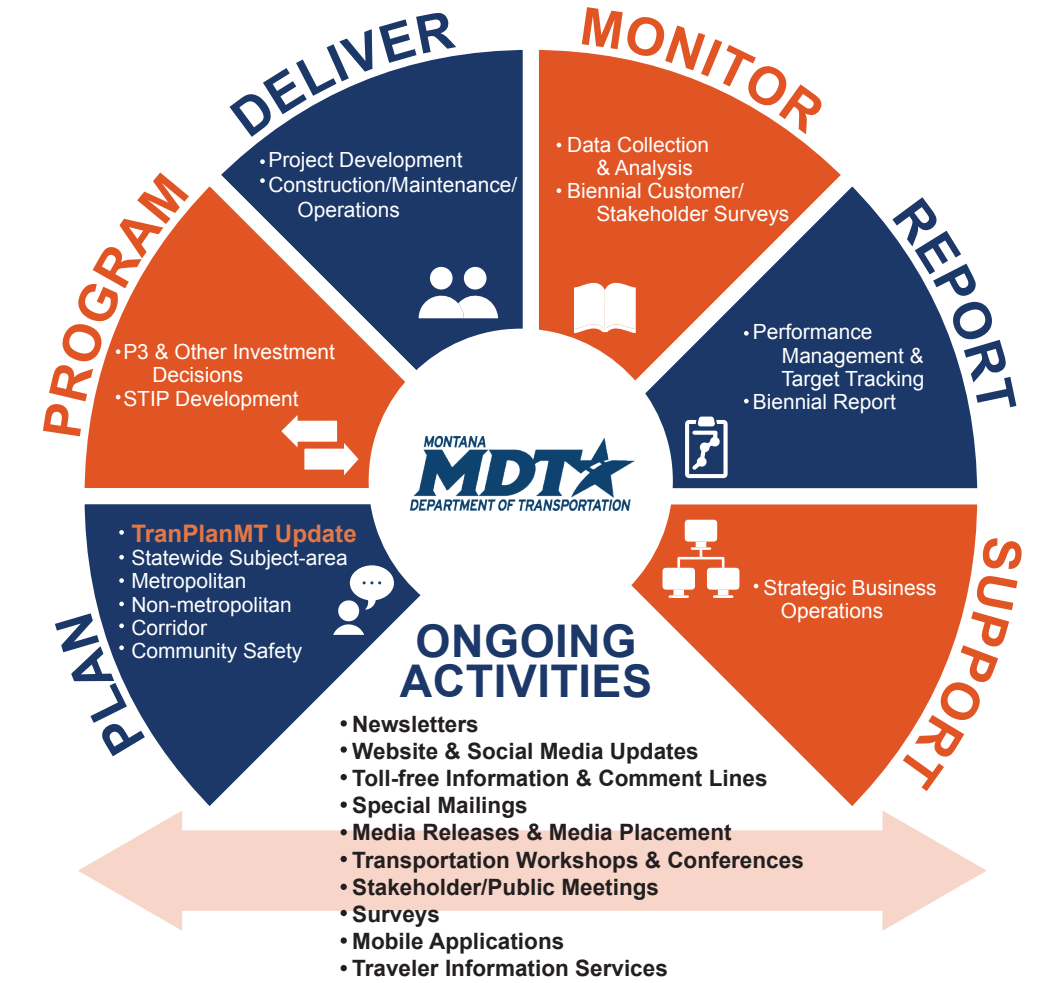 DELIVER
• Project Development
• Construction/Maintenance/
Operations
MONITOR
• Data Collection
& Analysis
• Biennial Customer/
Stakeholder Surveys
PROGRAM
• P3 & Other Investment
Decisions
• STIP Development
REPORT
• Performance
Management &
Target Tracking
• Biennial Report
MONTANA
MDT
DEPARTMENT OF TRANSPORTATION
PLAN
• TranPlanMT Update
• Statewide Subject-area
• Metropolitan
• Non-metropolitan
• Corridor
• Community Safety
SUPPORT
• Strategic Business
Operations
ONGOING
ACTIVITIES
• Newsletters
• Website & Social Media Updates
• Toll-free Information & Comment Lines
• Special Mailings
• Media Releases & Media Placement
• Transportation Workshops & Conferences
• Stakeholder/Public Meetings
• Surveys
• Mobile Applications
• Traveler Information Services